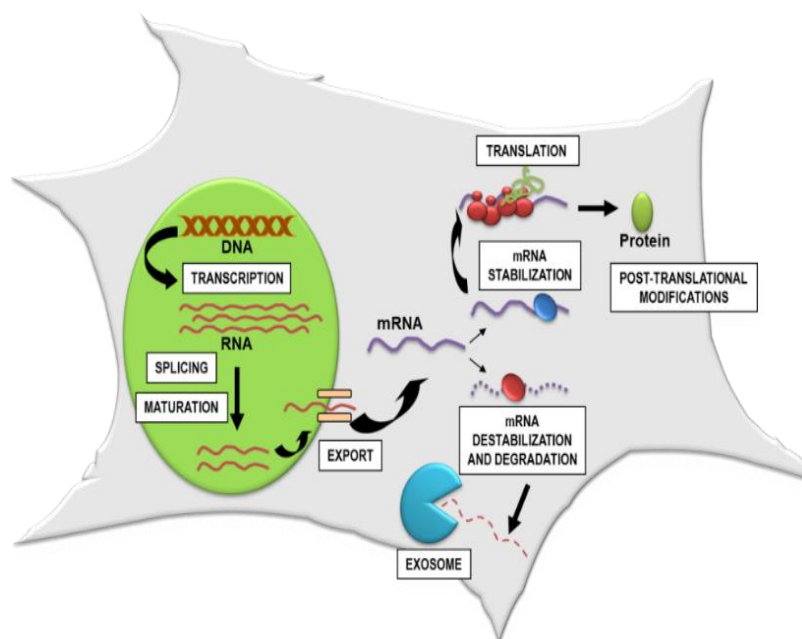 TRANSLATION
DNA
TRANSCRIPTION
Protein
mRNA
STABILIZATION
POST-TRANSLATIONAL
MODIFICATIONS
mRNA
RNA
SPLICING
MATURATION
EXPORT
mRNA
DESTABILIZATION
AND DEGRADATION
EXOSOME